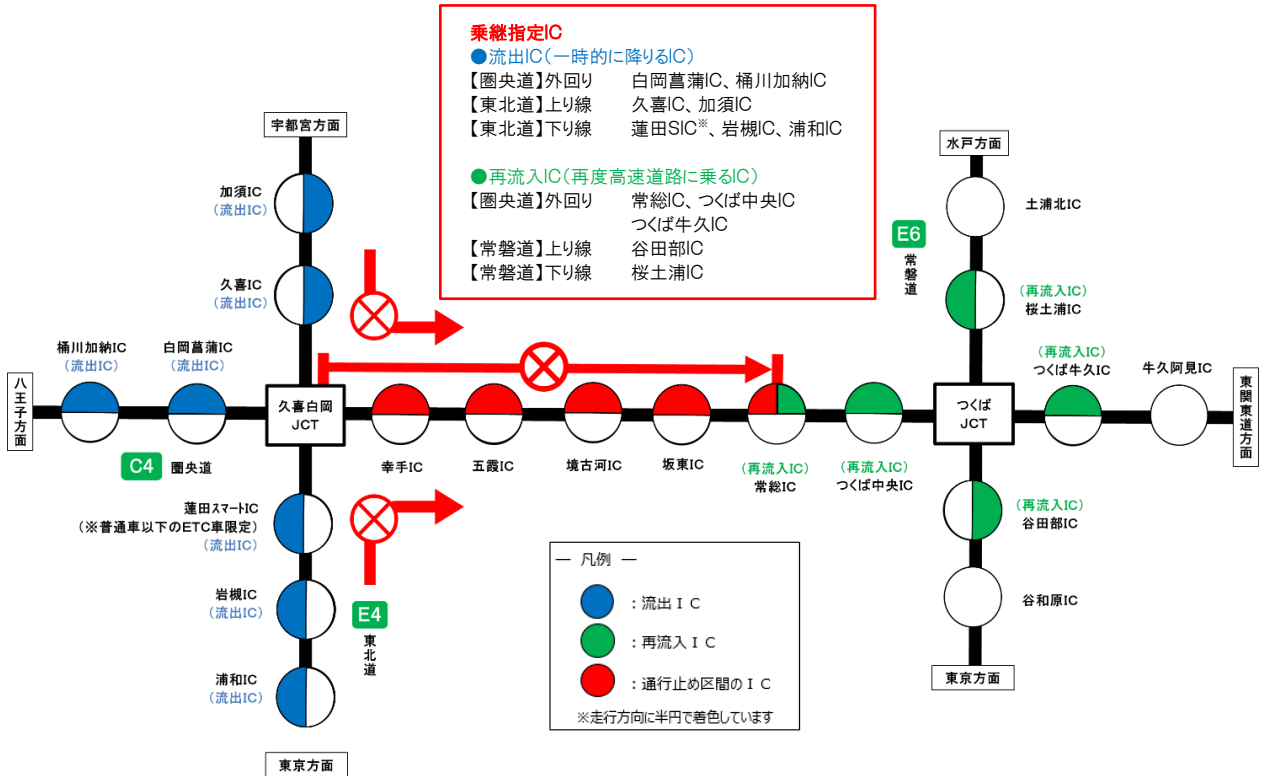 乗継指定IC
●流出IC(一時的に降りるIC)
【圏央道】外回り 白岡菖蒲IC、桶川加納IC
【東北道】上り線 久喜IC、加須IC
【東北道】下り線 蓮田SIC※、岩槻IC、浦和IC
●再流入IC(再度高速道路に乗るIC)
【圏央道】外回り 常総IC、つくば中央IC
つくば牛久IC
【常磐道】上り線 谷田部IC
【常磐道】下り線 桜土浦IC
宇都宮方面
加須IC
(流出IC)
久喜IC
(流出IC)
桶川加納IC
(流出IC)
白岡菖蒲IC
(流出IC)
八王子方面
久喜白岡
JCT
C4 圏央道
幸手IC
五霞IC
境古河IC
坂東IC
(再流入IC)
常総IC
(再流入IC)
つくば中央IC
つくば
JCT
水戸方面
土浦北IC
E6
常磐道
(再流入IC)
桜土浦IC
(再流入IC)
つくば牛久IC
牛久阿見IC
東関東道方面
(再流入IC)
谷田部IC
谷和原IC
東京方面
蓮田スマートIC
(※普通車以下のETC車限定)
(流出IC)
岩槻IC
(流出IC)
E4
東北道
浦和IC
(流出IC)
東京方面
― 凡例 ―
:流出IC
:再流入IC
:通行止め区間のIC
※走行方向に半円で着色しています